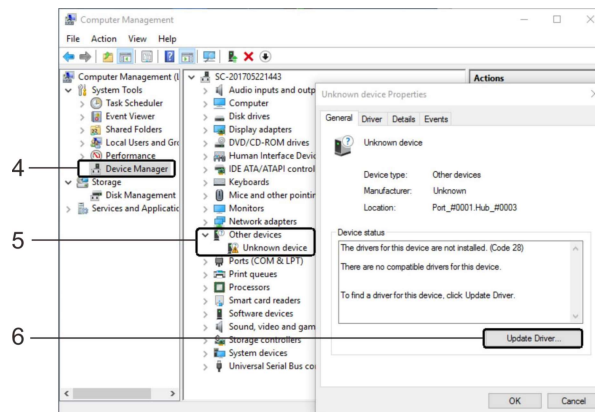 Computer Management
File Action View Help
Computer Management (L
System Tools
Task Scheduler
Event Viewer
Shared Folders
Local Users and Gro
Performance
4
Device Manager
Storage
Disk Management
Services and Applicatic
SC-201705221443
Audio inputs and outp
Computer
Disk drives
Display adapters
DVD/CD-ROM drives
Human Interface Devic
IDE ATA/ATAPI control
Keyboards
Mice and other pointir
Monitors
Network adapters
5
Other devices
Unknown device
Ports (COM & LPT)
Print queues
Processors
Smart card readers
Software devices
Sound, video and gam
Storage controllers
System devices
Universal Serial Bus co
Actions
Unknown device Properties
General Driver Details Events
Unknown device
Device type: Other devices
Manufacturer: Unknown
Location: Port_#0001.Hub_#0003
Device status
The drivers for this device are not installed. (Code 28)
There are no compatible drivers for this device.
To find a driver for this device, click Update Driver.
6
Update Driver...
OK Cancel